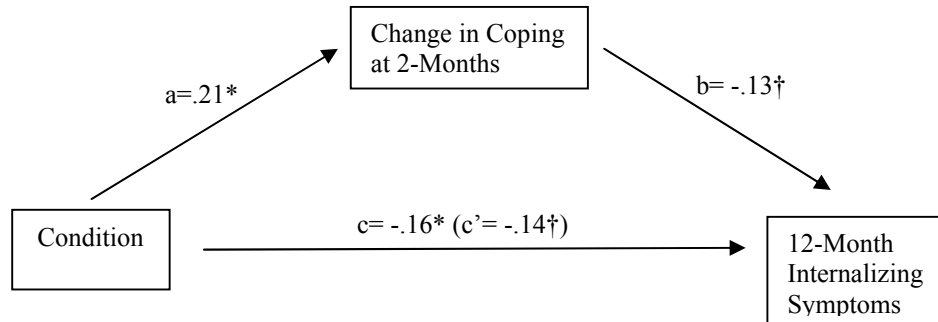 Change in Coping
at 2-Months
a=.21*
b= -.13†
c= -.16* (c’= -.14†)
Condition
12-Month
Internalizing
Symptoms